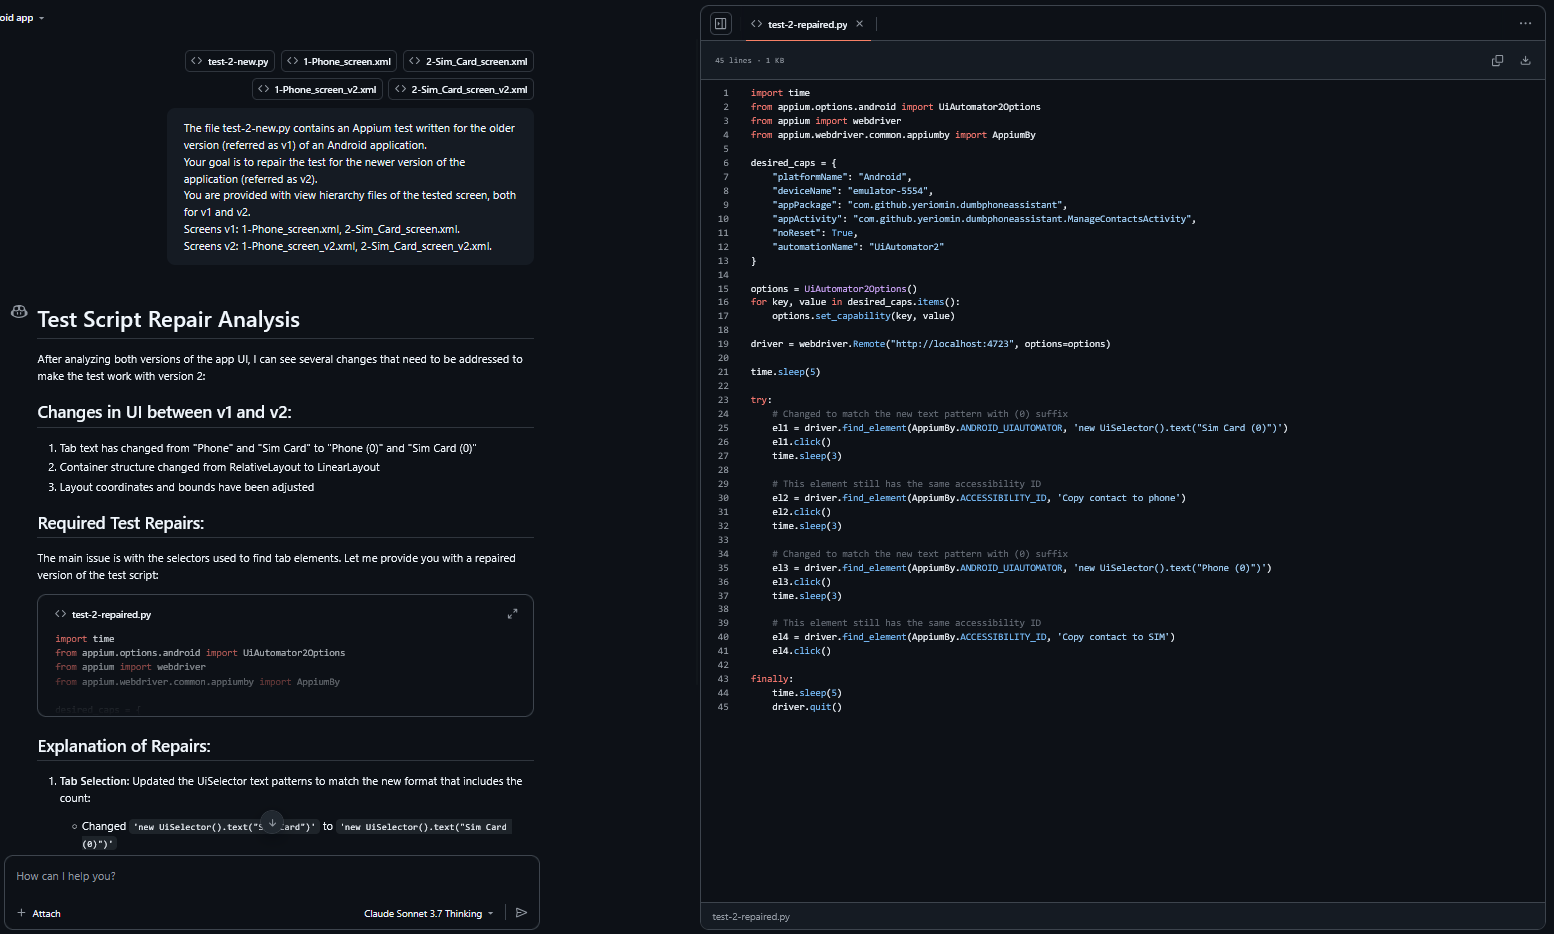 oid app
test-2-new.py
1-Phone_screen.xml
2-Sim_Card_screen.xml
1-Phone_screen_v2.xml
2-Sim_Card_screen_v2.xml
The file test-2-new.py contains an Appium test written for the older
version (referred as v1) of an Android application.
Your goal is to repair the test for the newer version of the
application (referred as v2).
You are provided with view hierarchy files of the tested screen, both
for v1 and v2.
Screens v1: 1-Phone_screen.xml, 2-Sim_Card_screen.xml.
Screens v2: 1-Phone_screen_v2.xml, 2-Sim_Card_screen_v2.xml.
Test Script Repair Analysis
After analyzing both versions of the app UI, I can see several changes that need to be addressed to
make the test work with version 2:
Changes in UI between v1 and v2:
1. Tab text has changed from "Phone" and "Sim Card" to "Phone (0)" and "Sim Card (0)"
2. Container structure changed from RelativeLayout to LinearLayout
3. Layout coordinates and bounds have been adjusted
Required Test Repairs:
The main issue is with the selectors used to find tab elements. Let me provide you with a repaired
version of the test script:
test-2-repaired.py
import time
from appium.options.android import UiAutomator2Options
from appium import webdriver
from appium.webdriver.common.appiumby import AppiumBy
desired_caps = {
Explanation of Repairs:
1. Tab Selection: Updated the UiSelector text patterns to match the new format that includes the
count:
Changed 'new UiSelector().text("S Card")' to 'new UiSelector().text("Sim Card
(0)")'
How can I help you?
Attach
Claude Sonnet 3.7 Thinking
test-2-repaired.py
45 lines · 1 KB
1 import time
2 from appium.options.android import UiAutomator2Options
3 from appium import webdriver
4 from appium.webdriver.common.appiumby import AppiumBy
5
6 desired_caps = {
7 "platformName": "Android",
8 "deviceName": "emulator-5554",
9 "appPackage": "com.github.yeriomin.dumbphoneassistant",
10 "appActivity": "com.github.yeriomin.dumbphoneassistant.ManageContactsActivity",
11 "noReset": True,
12 "automationName": "UiAutomator2"
13 }
14
15 options = UiAutomator2Options()
16 for key, value in desired_caps.items():
17 options.set_capability(key, value)
18
19 driver = webdriver.Remote("http://localhost:4723", options=options)
20
21 time.sleep(5)
22
23 try:
24 # Changed to match the new text pattern with (0) suffix
25 el1 = driver.find_element(AppiumBy.ANDROID_UIAUTOMATOR, 'new UiSelector().text("Sim Card (0)")')
26 el1.click()
27 time.sleep(3)
28
29 # This element still has the same accessibility ID
30 el2 = driver.find_element(AppiumBy.ACCESSIBILITY_ID, 'Copy contact to phone')
31 el2.click()
32 time.sleep(3)
33
34 # Changed to match the new text pattern with (0) suffix
35 el3 = driver.find_element(AppiumBy.ANDROID_UIAUTOMATOR, 'new UiSelector().text("Phone (0)")')
36 el3.click()
37 time.sleep(3)
38
39 # This element still has the same accessibility ID
40 el4 = driver.find_element(AppiumBy.ACCESSIBILITY_ID, 'Copy contact to SIM')
41 el4.click()
42
43 finally:
44 time.sleep(5)
45 driver.quit()
test-2-repaired.py